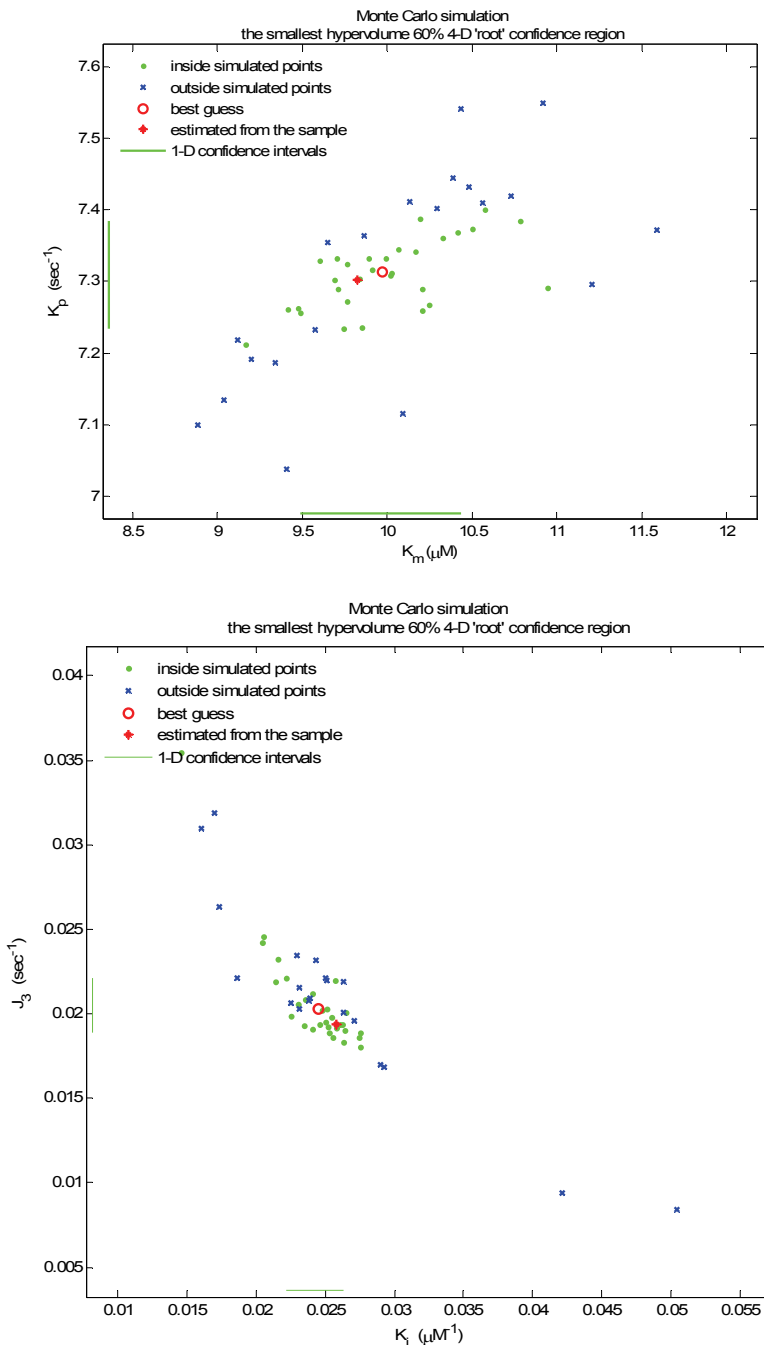 Monte Carlo simulation
the smallest hypervolume 60% 4-D 'root' confidence region
inside simulated points
outside simulated points
best guess
estimated from the sample
1-D confidence intervals
7.6
7.5
7.4
7.3
7.2
7.1
7
K_p (sec^-1)
8.5 9 9.5 10 10.5 11 11.5 12
K_m (μM)
Monte Carlo simulation
the smallest hypervolume 60% 4-D 'root' confidence region
inside simulated points
outside simulated points
best guess
estimated from the sample
1-D confidence intervals
0.04
0.035
0.03
0.025
0.02
0.015
0.01
0.005
J_3 (sec^-1)
0.01 0.015 0.02 0.025 0.03 0.035 0.04 0.045 0.05 0.055
K_i (μM^-1)